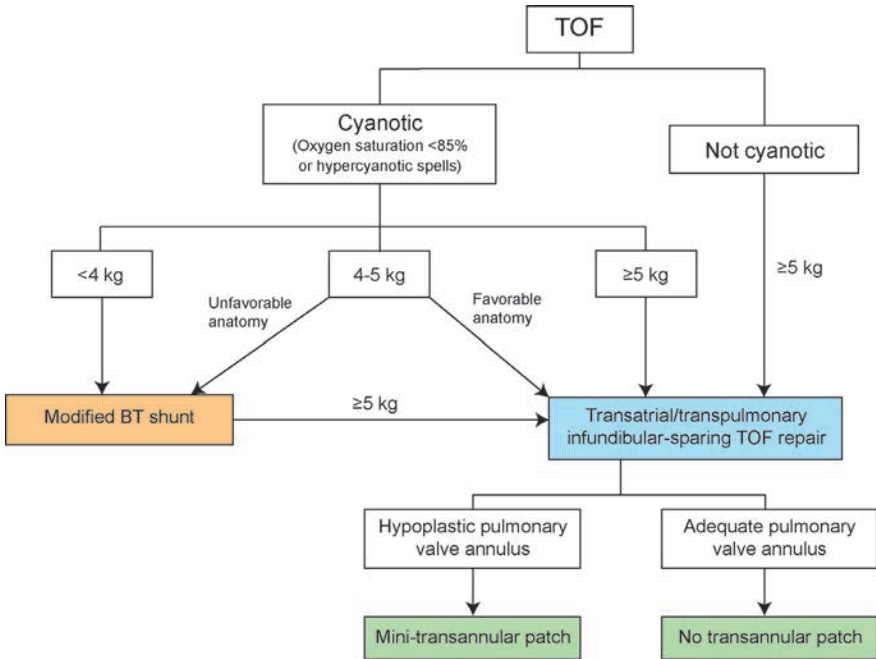 TOF
Cyanotic
(Oxygen saturation <85%
or hypercyanotic spells)
Not cyanotic
<4 kg
4-5 kg
≥5 kg
≥5 kg
Unfavorable
anatomy
Favorable
anatomy
Modified BT shunt
≥5 kg
Transatrial/transpulmonary
infundibular-sparing TOF repair
Hypoplastic pulmonary
valve annulus
Adequate pulmonary
valve annulus
Mini-transannular patch
No transannular patch